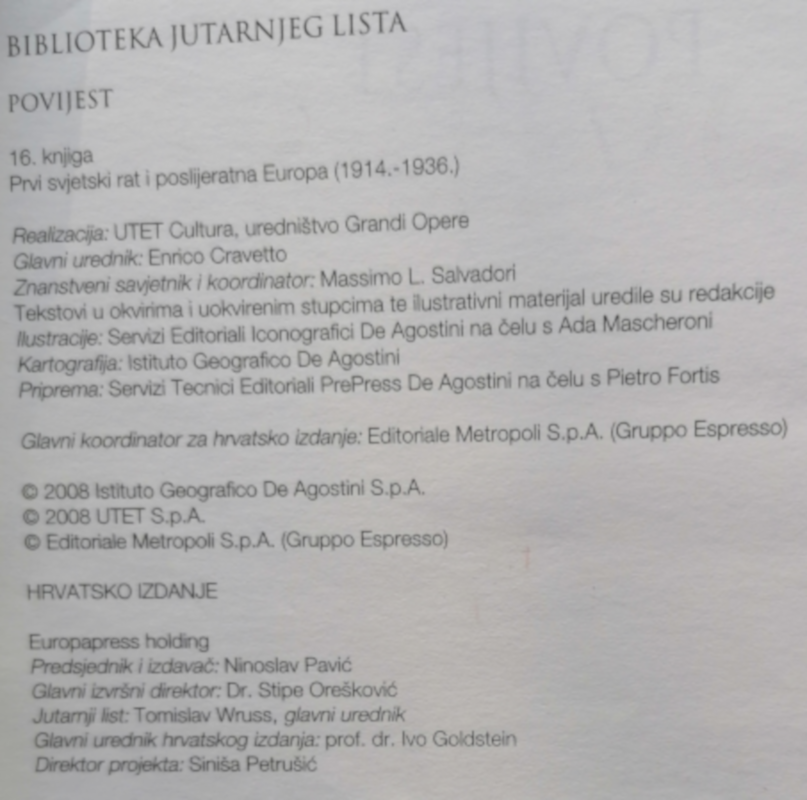 BIBLIOTEKA JUTARNJEG LISTA
POVIJEST
16. knjiga
Prvi svjetski rat i poslijeratna Europa (1914.-1936.)
Realizacija: UTET Cultura, uredništvo Grandi Opere
Glavni urednik: Enrico Cravetto
Znanstveni savjetnik i koordinator: Massimo L. Salvadori
Tekstovi u okvirima i uokvirenim stupcima te ilustrativni materijal uredile su redakcije
Ilustracije: Servizi Editoriali Iconografici De Agostini na čelu s Ada Mascheroni
Kartografija: Istituto Geografico De Agostini
Priprema: Servizi Tecnici Editoriali PrePress De Agostini na čelu s Pietro Fortis
Glavni koordinator za hrvatsko izdanje: Editoriale Metropoli S.p.A. (Gruppo Espresso)
© 2008 Istituto Geografico De Agostini S.p.A.
© 2008 UTET S.p.A.
© Editoriale Metropoli S.p.A. (Gruppo Espresso)
HRVATSKO IZDANJE
Europapress holding
Predsjednik i izdavač: Ninoslav Pavić
Glavni izvršni direktor: Dr. Stipe Orešković
Jutarnji list: Tomislav Wruss, glavni urednik
Glavni urednik hrvatskog izdanja: prof. dr. Ivo Goldstein
Direktor projekta: Siniša Petrušić